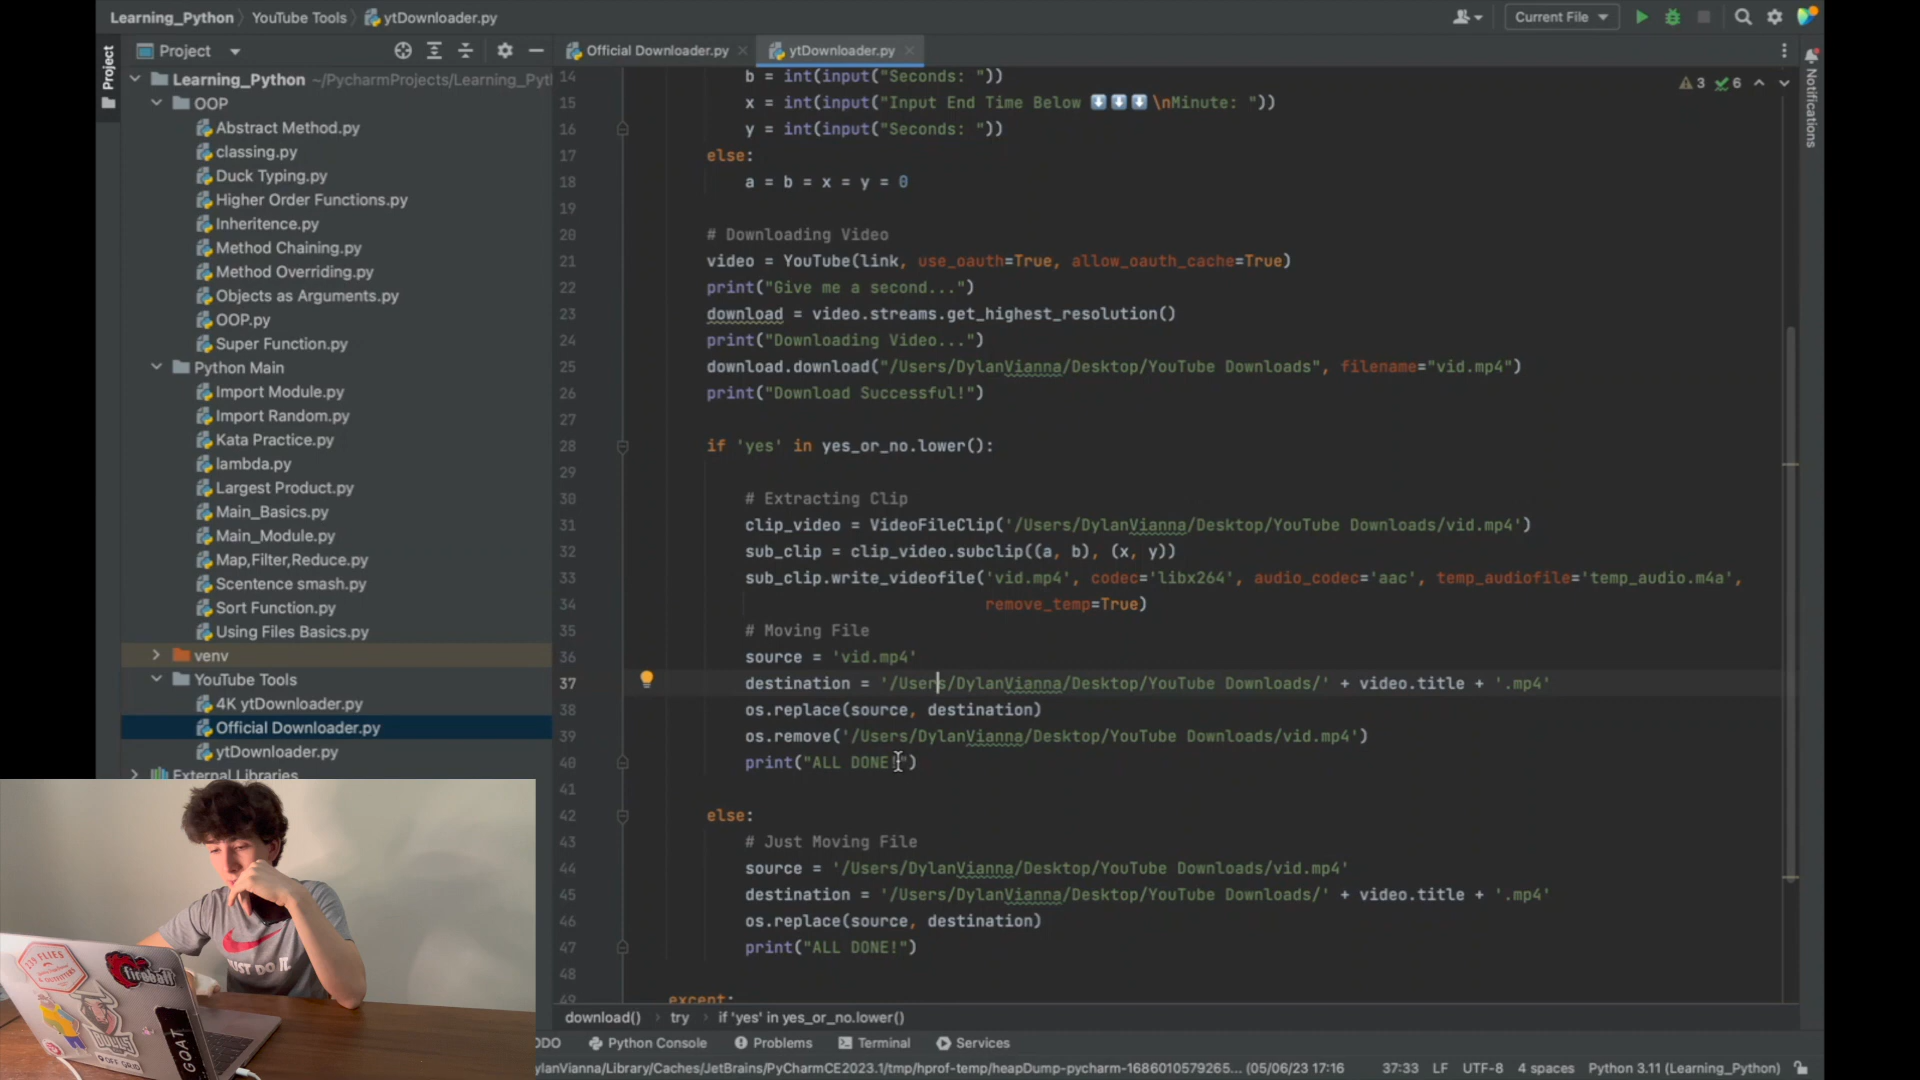 Learning_Python YouTube Tools ytDownloader.py
Current File
Project
Official Downloader.py
ytDownloader.py
Project
Notifications
Learning_Python ~/PycharmProjects/Learning_Pyt
OOP
Abstract Method.py
classing.py
Duck Typing.py
Higher Order Functions.py
Inheritence.py
Method Chaining.py
Method Overriding.py
Objects as Arguments.py
OOP.py
Super Function.py
Python Main
Import Module.py
Import Random.py
Kata Practice.py
lambda.py
Largest Product.py
Main_Basics.py
Main_Module.py
Map,Filter,Reduce.py
Scentence smash.py
Sort Function.py
Using Files Basics.py
venv
YouTube Tools
4K ytDownloader.py
Official Downloader.py
ytDownloader.py
External Libraries
3 6
14 b = int(input("Seconds: "))
15 x = int(input("Input End Time Below ⬇️⬇️⬇️ \nMinute: "))
16 y = int(input("Seconds: "))
17 else:
18 a = b = x = y = 0
19
20 # Downloading Video
21 video = YouTube(link, use_oauth=True, allow_oauth_cache=True)
22 print("Give me a second...")
23 download = video.streams.get_highest_resolution()
24 print("Downloading Video...")
25 download.download("/Users/DylanVianna/Desktop/YouTube Downloads", filename="vid.mp4")
26 print("Download Successful!")
27
28 if 'yes' in yes_or_no.lower():
29
30 # Extracting Clip
31 clip_video = VideoFileClip('/Users/DylanVianna/Desktop/YouTube Downloads/vid.mp4')
32 sub_clip = clip_video.subclip((a, b), (x, y))
33 sub_clip.write_videofile('vid.mp4', codec='libx264', audio_codec='aac', temp_audiofile='temp_audio.m4a',
34 remove_temp=True)
35 # Moving File
36 source = 'vid.mp4'
37 destination = '/Users/DylanVianna/Desktop/YouTube Downloads/' + video.title + '.mp4'
38 os.replace(source, destination)
39 os.remove('/Users/DylanVianna/Desktop/YouTube Downloads/vid.mp4')
40 print("ALL DONE!")
41
42 else:
43 # Just Moving File
44 source = '/Users/DylanVianna/Desktop/YouTube Downloads/vid.mp4'
45 destination = '/Users/DylanVianna/Desktop/YouTube Downloads/' + video.title + '.mp4'
46 os.replace(source, destination)
47 print("ALL DONE!")
48
49 except:
download() try if 'yes' in yes_or_no.lower()
ODO Python Console Problems Terminal Services
ylanVianna/Library/Caches/JetBrains/PyCharmCE2023.1/tmp/hprof-temp/heapDump-pycharm-1686010579265... (05/06/23 17:16 37:33 LF UTF-8 4 spaces Python 3.11 (Learning_Python)
JUST DO IT.
fireball
BULLS
OFF GRID
GOAT